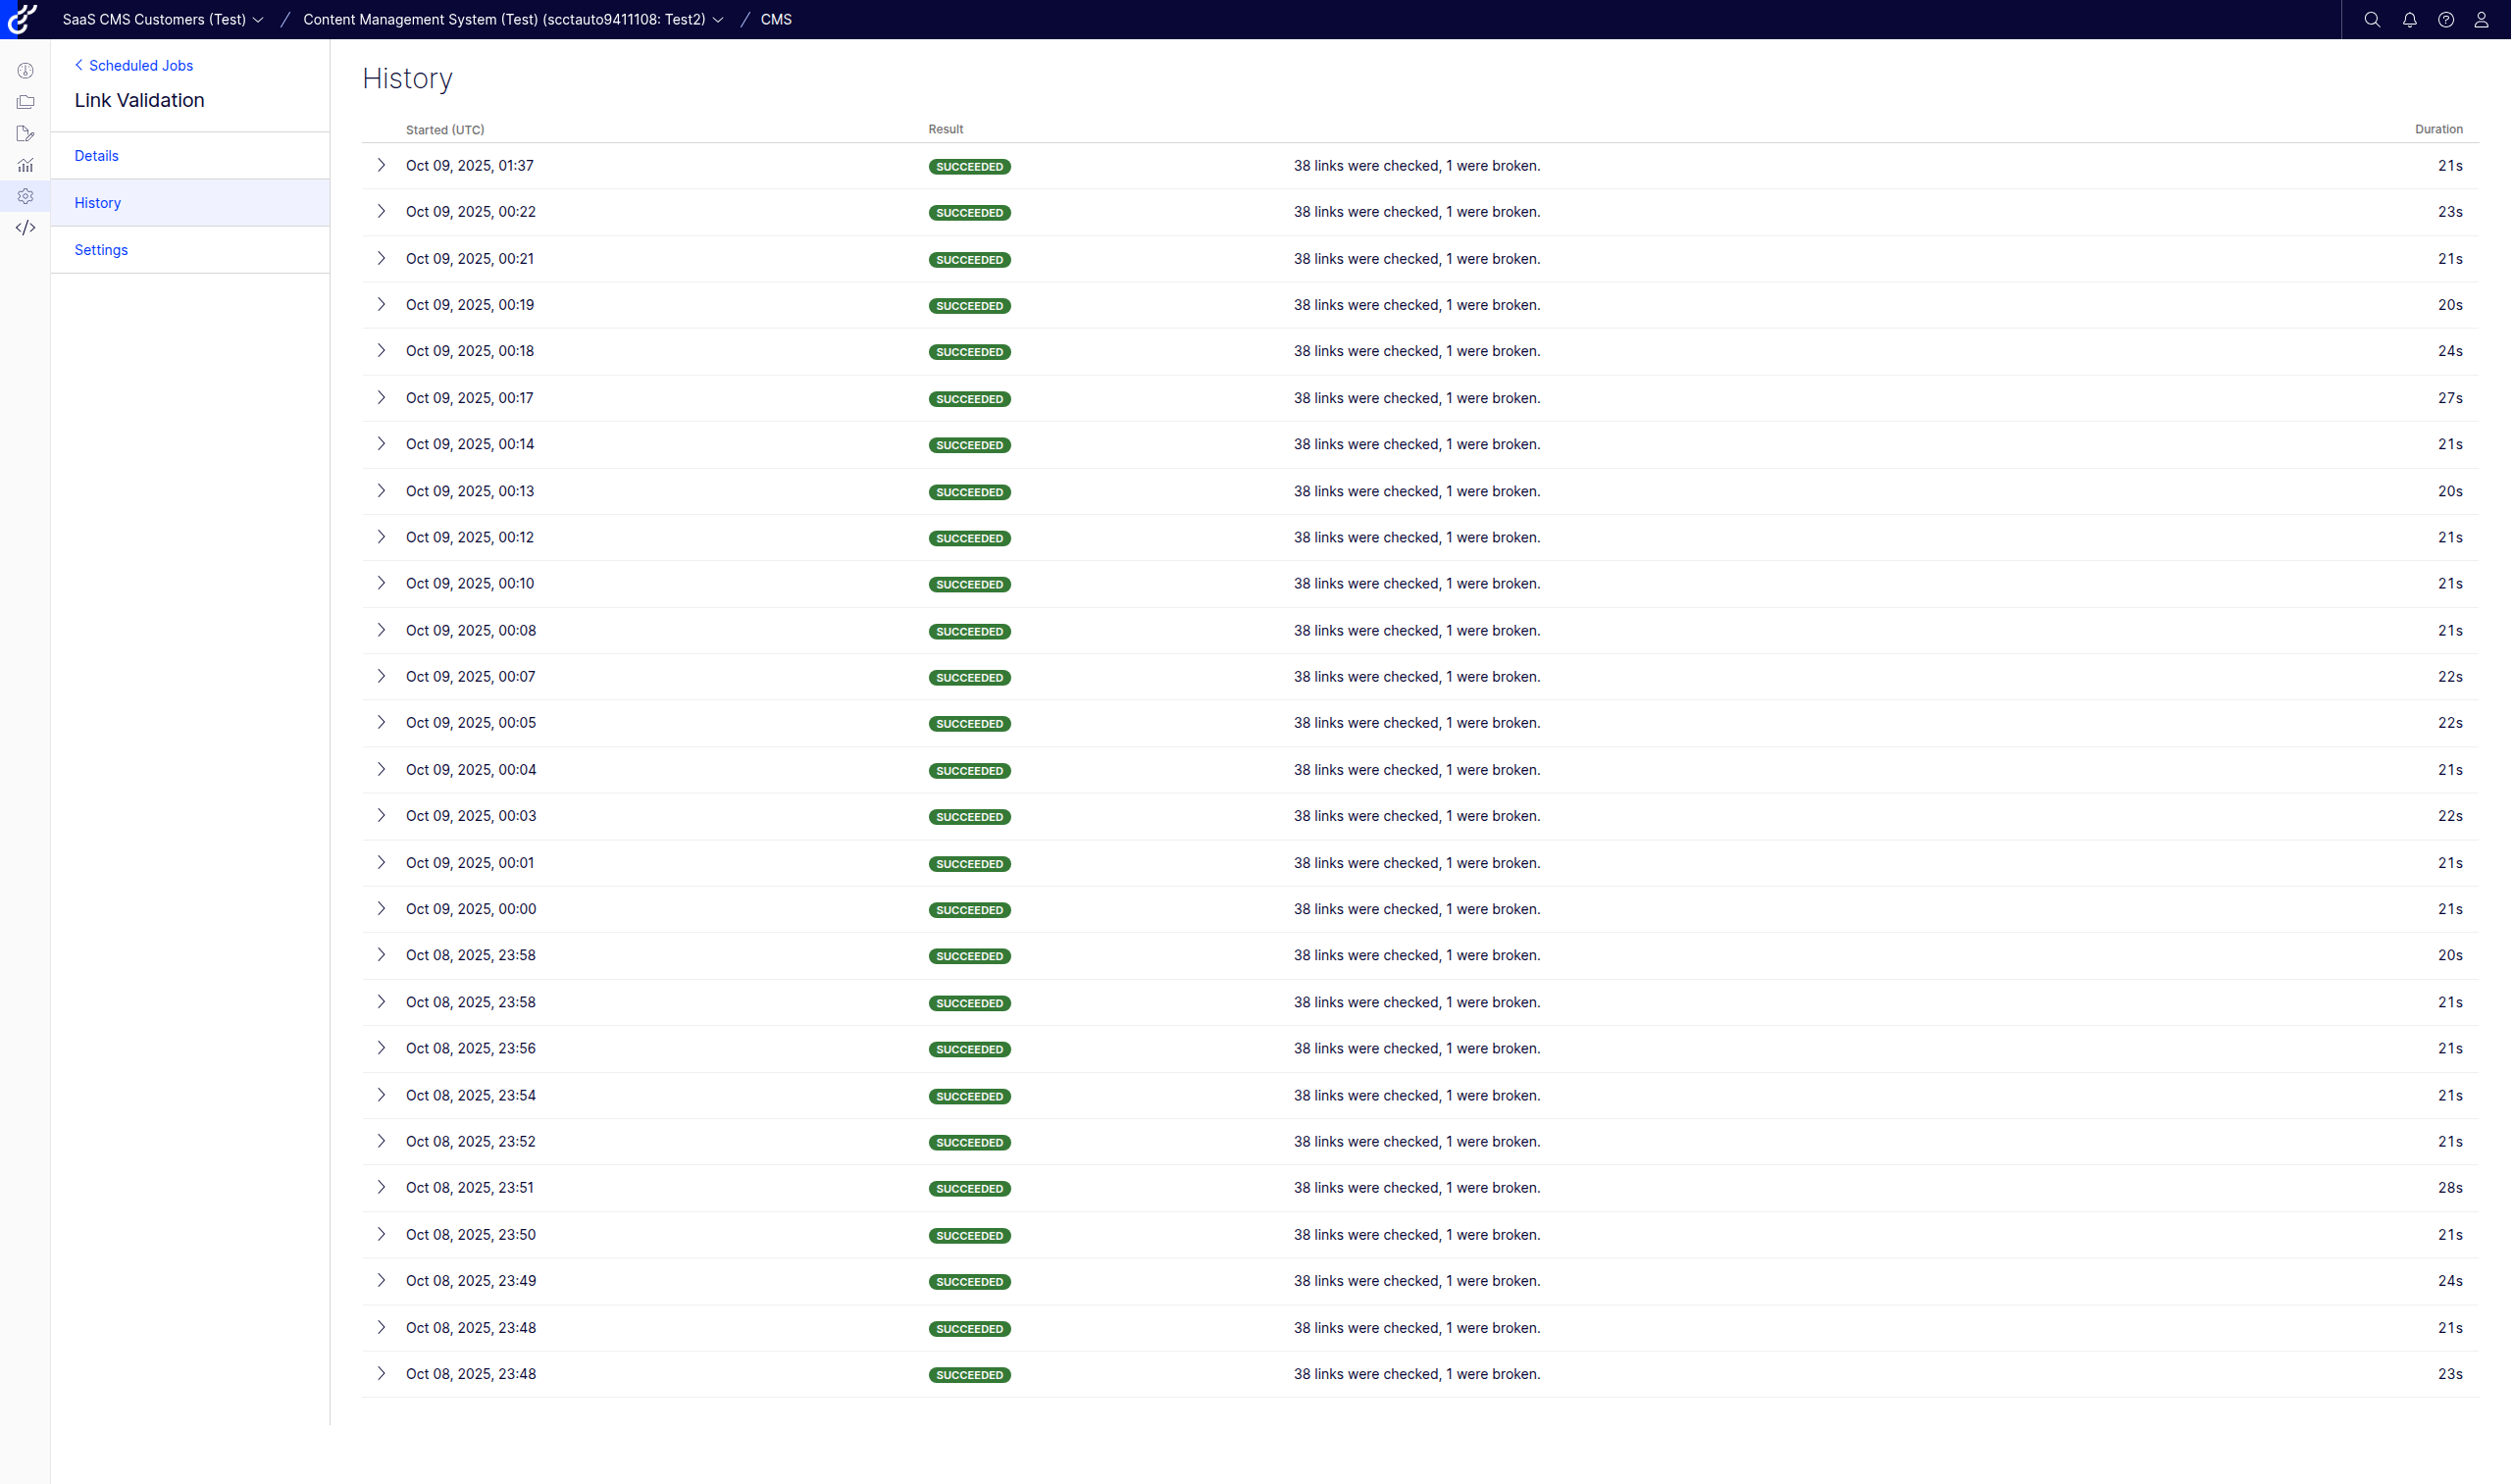 SaaS CMS Customers (Test) / Content Management System (Test) (scctauto9411108: Test2) / CMS
Scheduled Jobs
Link Validation
Details
History
Settings
History
Started (UTC) Result Duration
Oct 09, 2025, 01:37 SUCCEEDED 38 links were checked, 1 were broken. 21s
Oct 09, 2025, 00:22 SUCCEEDED 38 links were checked, 1 were broken. 23s
Oct 09, 2025, 00:21 SUCCEEDED 38 links were checked, 1 were broken. 21s
Oct 09, 2025, 00:19 SUCCEEDED 38 links were checked, 1 were broken. 20s
Oct 09, 2025, 00:18 SUCCEEDED 38 links were checked, 1 were broken. 24s
Oct 09, 2025, 00:17 SUCCEEDED 38 links were checked, 1 were broken. 27s
Oct 09, 2025, 00:14 SUCCEEDED 38 links were checked, 1 were broken. 21s
Oct 09, 2025, 00:13 SUCCEEDED 38 links were checked, 1 were broken. 20s
Oct 09, 2025, 00:12 SUCCEEDED 38 links were checked, 1 were broken. 21s
Oct 09, 2025, 00:10 SUCCEEDED 38 links were checked, 1 were broken. 21s
Oct 09, 2025, 00:08 SUCCEEDED 38 links were checked, 1 were broken. 21s
Oct 09, 2025, 00:07 SUCCEEDED 38 links were checked, 1 were broken. 22s
Oct 09, 2025, 00:05 SUCCEEDED 38 links were checked, 1 were broken. 22s
Oct 09, 2025, 00:04 SUCCEEDED 38 links were checked, 1 were broken. 21s
Oct 09, 2025, 00:03 SUCCEEDED 38 links were checked, 1 were broken. 22s
Oct 09, 2025, 00:01 SUCCEEDED 38 links were checked, 1 were broken. 21s
Oct 09, 2025, 00:00 SUCCEEDED 38 links were checked, 1 were broken. 21s
Oct 08, 2025, 23:58 SUCCEEDED 38 links were checked, 1 were broken. 20s
Oct 08, 2025, 23:58 SUCCEEDED 38 links were checked, 1 were broken. 21s
Oct 08, 2025, 23:56 SUCCEEDED 38 links were checked, 1 were broken. 21s
Oct 08, 2025, 23:54 SUCCEEDED 38 links were checked, 1 were broken. 21s
Oct 08, 2025, 23:52 SUCCEEDED 38 links were checked, 1 were broken. 21s
Oct 08, 2025, 23:51 SUCCEEDED 38 links were checked, 1 were broken. 28s
Oct 08, 2025, 23:50 SUCCEEDED 38 links were checked, 1 were broken. 21s
Oct 08, 2025, 23:49 SUCCEEDED 38 links were checked, 1 were broken. 24s
Oct 08, 2025, 23:48 SUCCEEDED 38 links were checked, 1 were broken. 21s
Oct 08, 2025, 23:48 SUCCEEDED 38 links were checked, 1 were broken. 23s